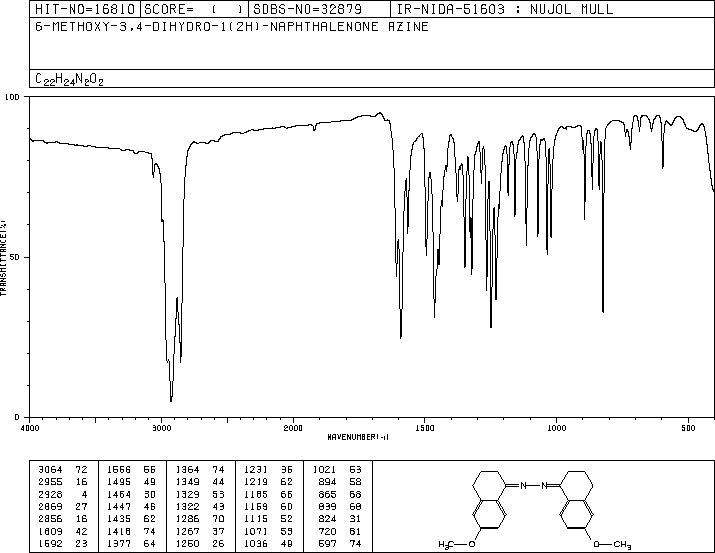 HIT-NO=16810 SCORE= ( ) SDBS-NO=32879 IR-NIDA-51603 : NUJOL MULL
6-METHOXY-3,4-DIHYDRO-1(2H)-NAPHTHALENONE AZINE
C22H24N2O2
100
50
0
TRANSMITTANCE(%)
4000 3000 2000 1500 1000 500
WAVENUMBER(-1)
3064 72 1566 56 1364 74 1231 35 1021 53
2955 16 1495 49 1349 44 1219 62 894 58
2928 4 1464 30 1329 53 1185 66 865 68
2869 27 1447 46 1322 43 1159 60 839 68
2856 16 1435 62 1286 70 1115 52 824 31
1609 42 1418 74 1267 37 1071 55 720 81
1592 23 1377 64 1250 26 1036 49 597 74
N N
H3C O O CH3